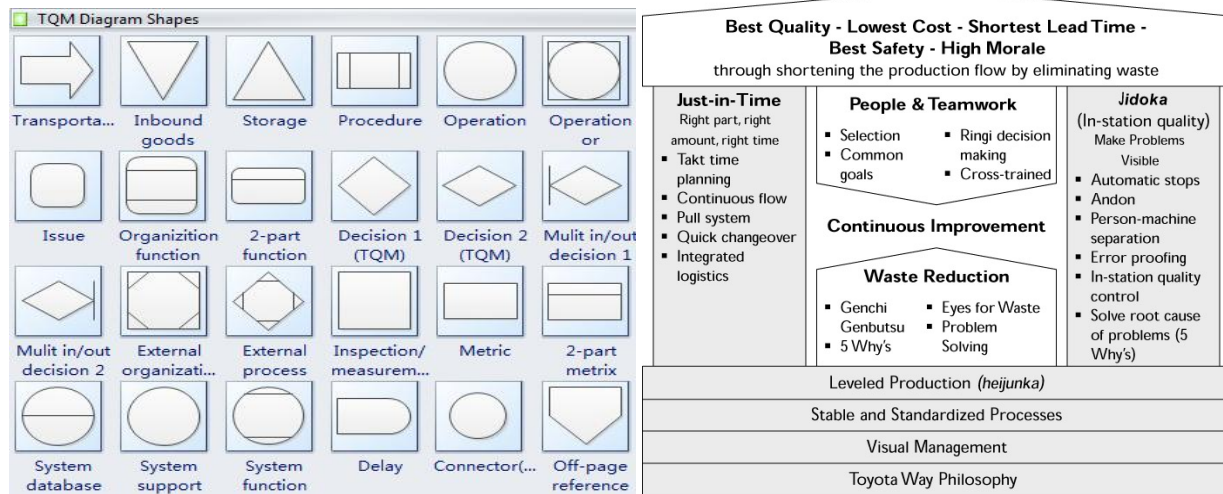 TQM Diagram Shapes
Transporta...
Inbound
goods
Storage
Procedure
Operation
Operation
or
Issue
Organizition
function
2-part
function
Decision 1
(TQM)
Decision 2
(TQM)
Mulit in/out
decision 1
Mulit in/out
decision 2
External
organizati...
External
process
Inspection/
measurem...
Metric
2-part
metrix
System
database
System
support
System
function
Delay
Connector(...
Off-page
reference
Best Quality - Lowest Cost - Shortest Lead Time -
Best Safety - High Morale
through shortening the production flow by eliminating waste
Just-in-Time
Right part, right
amount, right time
▪ Takt time
planning
▪ Continuous flow
▪ Pull system
▪ Quick changeover
▪ Integrated
logistics
People & Teamwork
▪ Selection
▪ Common
goals
▪ Ringi decision
making
▪ Cross-trained
Continuous Improvement
Waste Reduction
▪ Genchi
Genbutsu
▪ 5 Why's
▪ Eyes for Waste
▪ Problem
Solving
Jidoka
(In-station quality)
Make Problems
Visible
▪ Automatic stops
▪ Andon
▪ Person-machine
separation
▪ Error proofing
▪ In-station quality
control
▪ Solve root cause
of problems (5
Why's)
Leveled Production (heijunka)
Stable and Standardized Processes
Visual Management
Toyota Way Philosophy